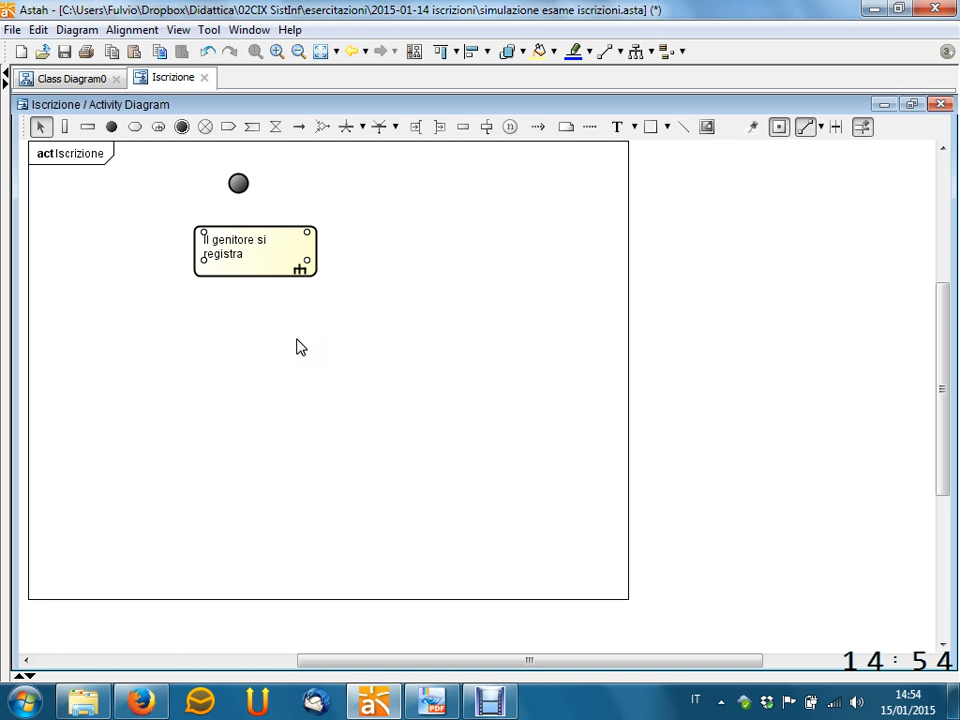 Astah - [C:\Users\Fulvio\Dropbox\Didattica\02CIX SistInf\esercitazioni\2015-01-14 iscrizioni\simulazione esame iscrizioni.asta] (*)
File Edit Diagram Alignment View Tool Window Help
3
Class Diagram0
Iscrizione
Iscrizione / Activity Diagram
n
T
act Iscrizione
Il genitore si
registra
14:54
IT
PDF
14:54
15/01/2015